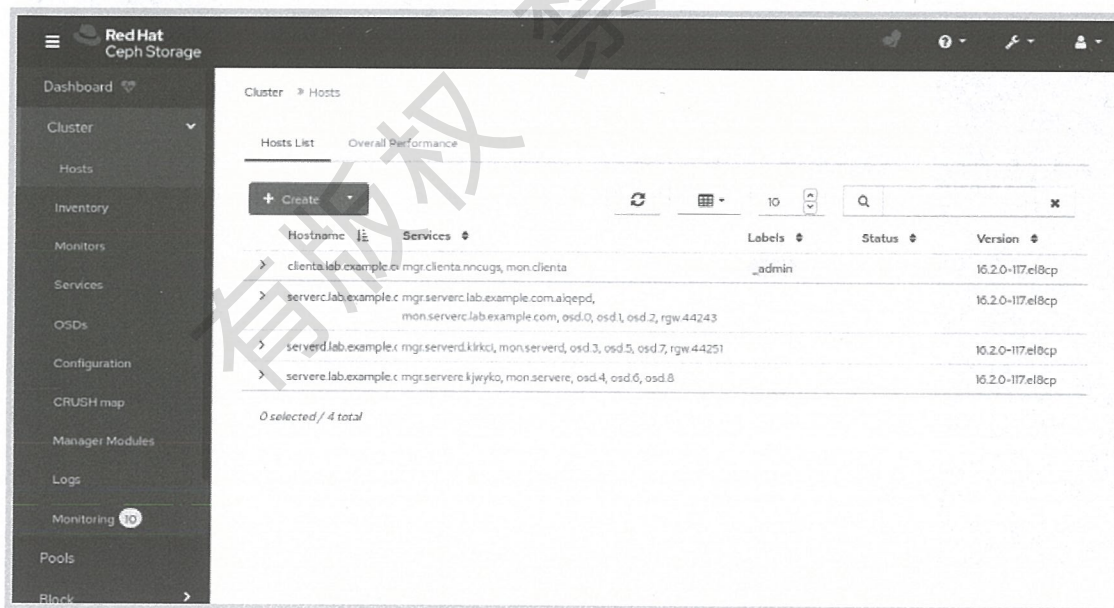 Red Hat
Ceph Storage
Dashboard
Cluster
Hosts
Inventory
Monitors
Services
OSDs
Configuration
CRUSH map
Manager Modules
Logs
Monitoring 10
Pools
Block
Cluster » Hosts
Hosts List Overall Performance
+ Create 10
Hostname Services Labels Status Version
clienta.lab.example.c mgr.clienta.nncugs, mon.clienta _admin 16.2.0-117.el8cp
serverc.lab.example.c mgr.serverc.lab.example.com.aiqepd, 16.2.0-117.el8cp
mon.serverc.lab.example.com, osd.0, osd.1, osd.2, rgw.44243
serverd.lab.example.c mgr.serverd.klrkci, mon.serverd, osd.3, osd.5, osd.7, rgw.44251 16.2.0-117.el8cp
servere.lab.example.c mgr.servere.kjwyko, mon.servere, osd.4, osd.6, osd.8 16.2.0-117.el8cp
0 selected / 4 total
有版权
禁